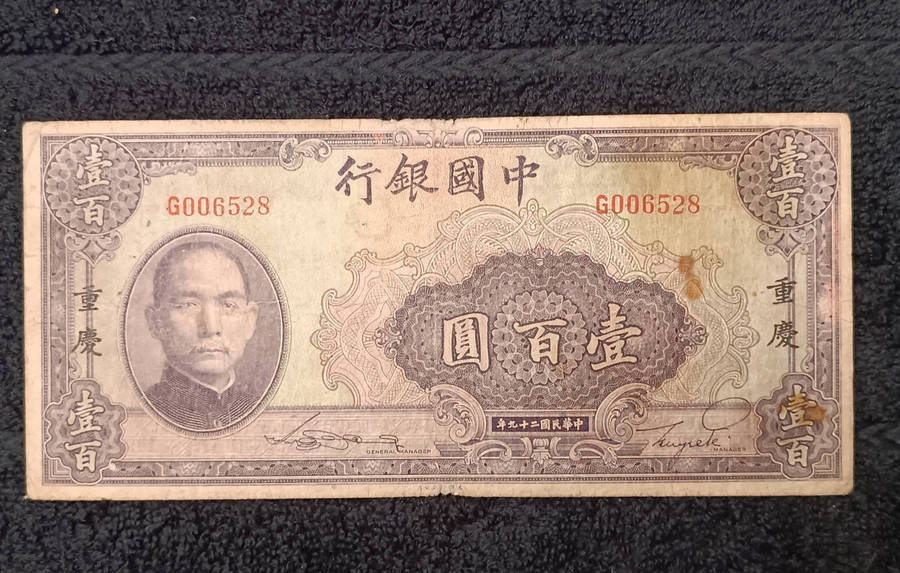 中國銀行
G006528
G006528
壹百
壹百
重慶
重慶
壹百圓
中華民國二十九年
壹百
壹百
GENERAL MANAGER
MANAGER